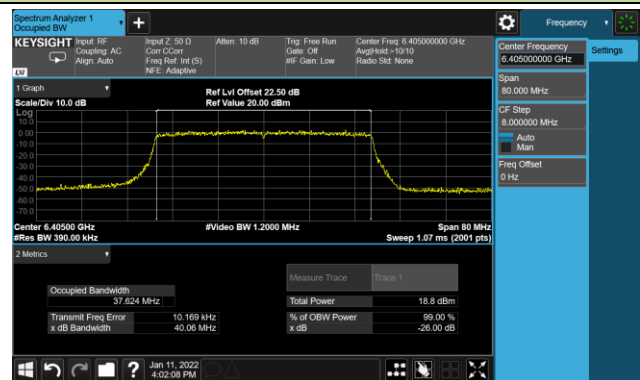 Spectrum Analyzer 1
Occupied BW
+
Frequency
KEYSIGHT
Input: RF
Coupling: AC
Align: Auto
Input Z: 50 Ω
Corr CCorr
Freq Ref: Int (S)
NFE: Adaptive
Atten: 10 dB
Trig: Free Run
Gate: Off
#IF Gain: Low
Center Freq: 6.405000000 GHz
Avg|Hold:>10/10
Radio Std: None
LXI
Center Frequency
6.405000000 GHz
Settings
Span
80.000 MHz
CF Step
8.000000 MHz
Auto
Man
Freq Offset
0 Hz
1 Graph
Scale/Div 10.0 dB
Ref Lvl Offset 22.50 dB
Ref Value 20.00 dBm
Log
10.0
0.00
-10.0
-20.0
-30.0
-40.0
-50.0
-60.0
-70.0
Center 6.40500 GHz
#Video BW 1.2000 MHz
Span 80 MHz
#Res BW 390.00 kHz
Sweep 1.07 ms (2001 pts)
2 Metrics
Measure Trace
Trace 1
Occupied Bandwidth
37.624 MHz
Total Power
18.8 dBm
Transmit Freq Error
10.169 kHz
% of OBW Power
99.00 %
x dB Bandwidth
40.06 MHz
x dB
-26.00 dB
?
Jan 11, 2022
4:02:08 PM